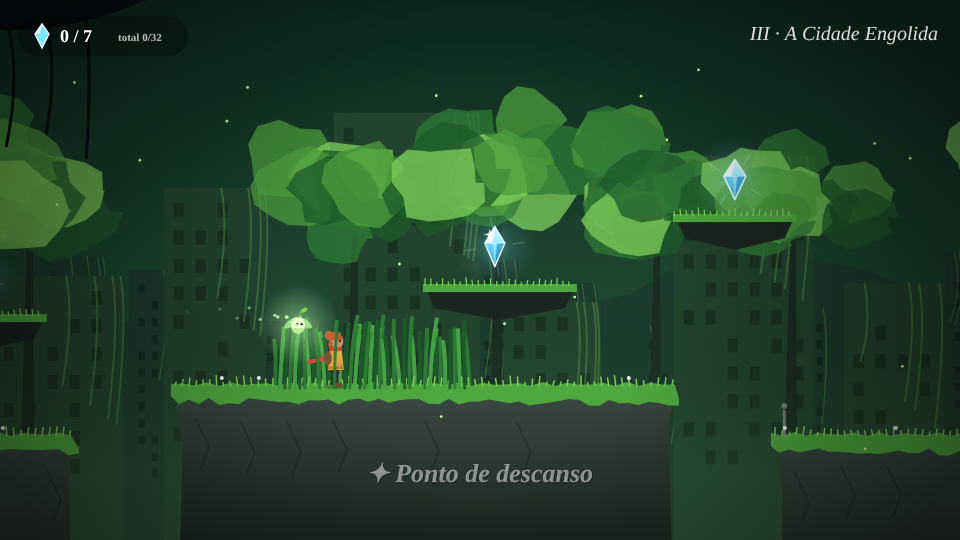 0 / 7
total 0/32
III · A Cidade Engolida
✦ Ponto de descanso